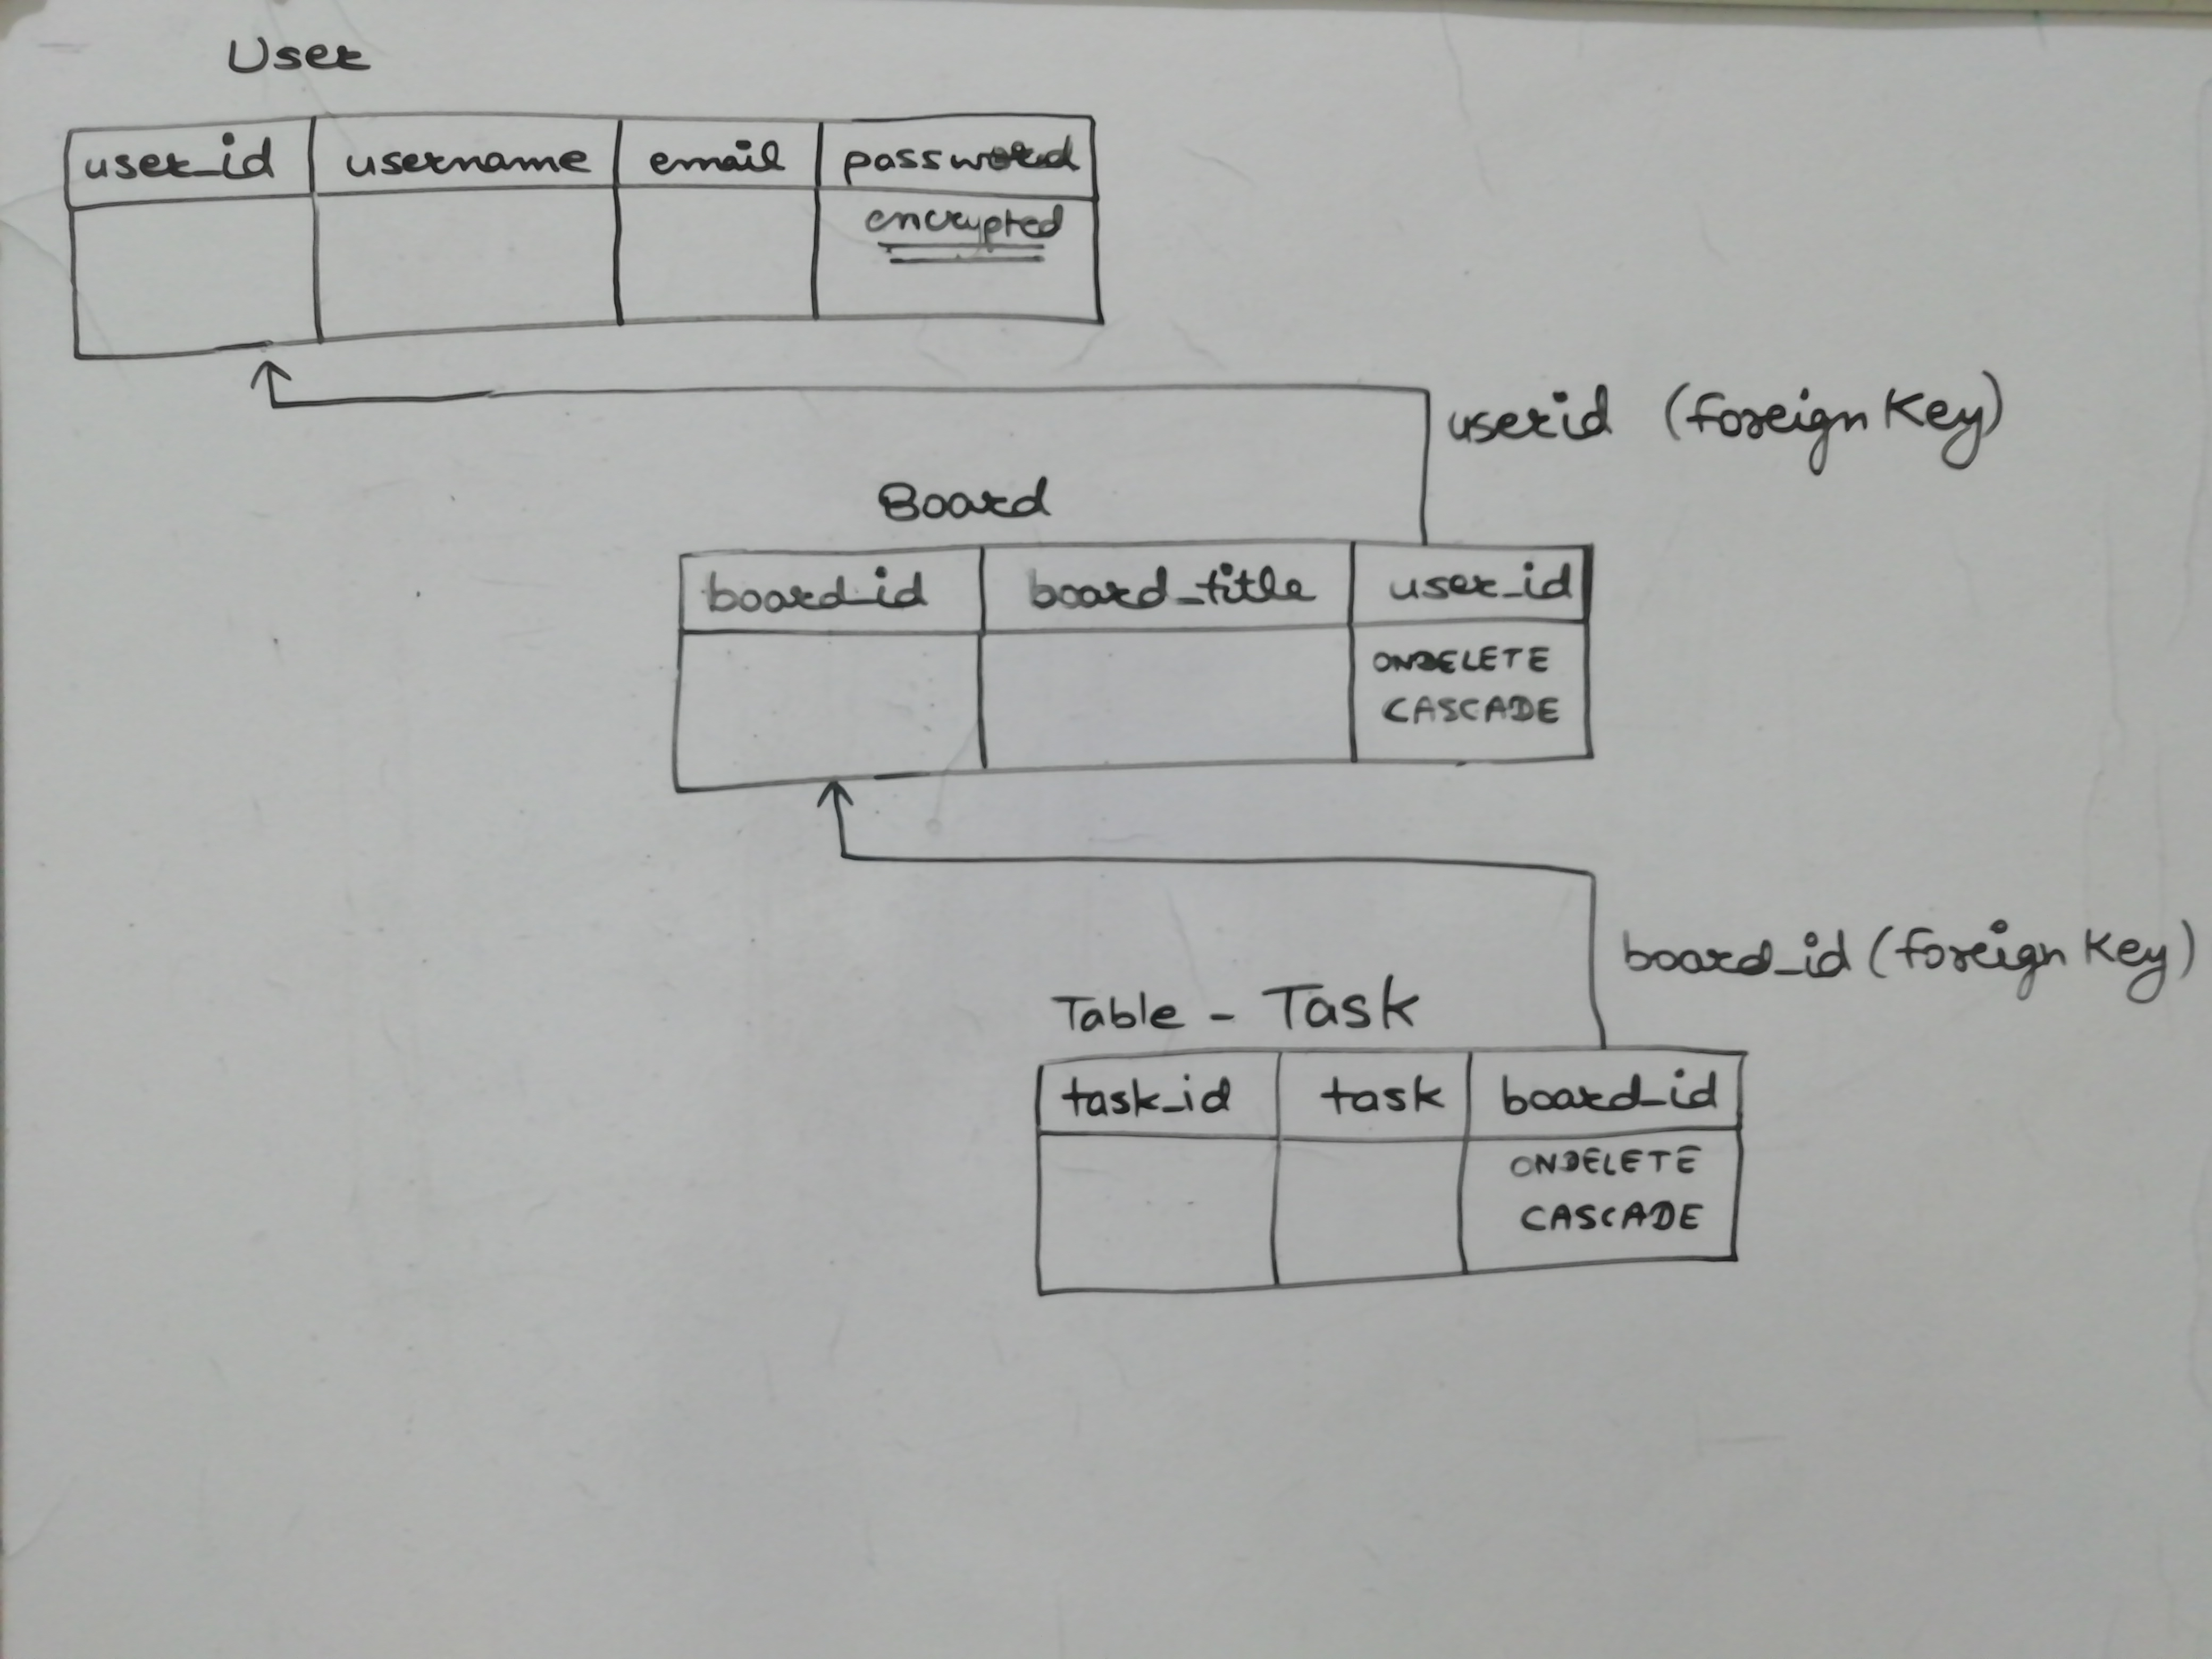 User
user_id username email password
encrypted
userid (foreign Key)
Board
board_id board_title user_id
ONDELETE
CASCADE
board_id (foreign Key)
Table - Task
task_id task board_id
ONDELETE
CASCADE